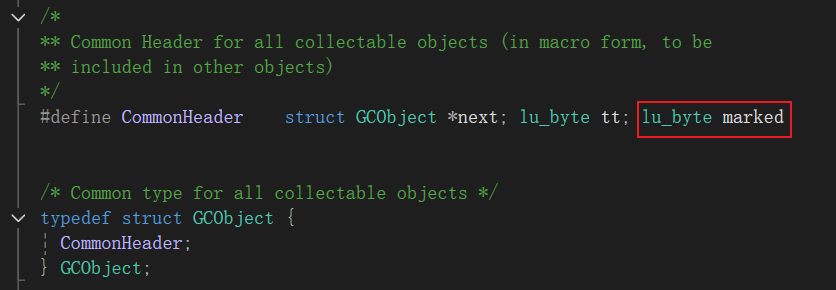 /*
** Common Header for all collectable objects (in macro form, to be
** included in other objects)
*/
#define CommonHeader    struct GCObject *next; lu_byte tt; lu_byte marked
/* Common type for all collectable objects */
typedef struct GCObject {
  CommonHeader;
} GCObject;